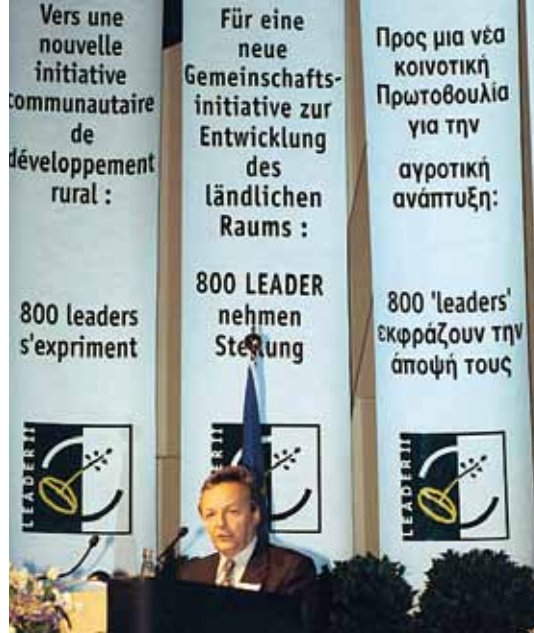 Vers une
nouvelle
initiative
communautaire
de
développement
rural :
800 leaders
s'expriment
LEADER II
Für eine
neue
Gemeinschafts-
initiative zur
Entwicklung
des
ländlichen
Raums :
800 LEADER
nehmen
Stellung
Προς μια νέα
κοινοτική
Πρωτοβουλία
για την
αγροτική
ανάπτυξη:
800 'leaders'
εκφράζουν την
άποψή τους
LEADER II